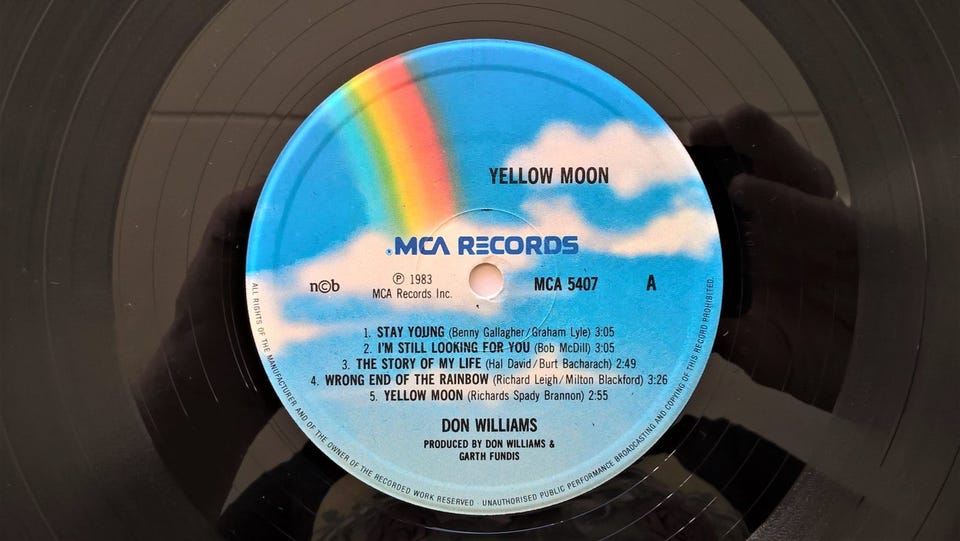 YELLOW MOON
®MCA RECORDS
n©b
℗ 1983
MCA Records Inc.
MCA 5407
A
1. STAY YOUNG (Benny Gallagher/Graham Lyle) 3:05
2. I'M STILL LOOKING FOR YOU (Bob McDill) 3:05
3. THE STORY OF MY LIFE (Hal David/Burt Bacharach) 2:49
4. WRONG END OF THE RAINBOW (Richard Leigh/Milton Blackford) 3:26
5. YELLOW MOON (Richards Spady Brannon) 2:55
DON WILLIAMS
PRODUCED BY DON WILLIAMS &
GARTH FUNDIS
ALL RIGHTS OF THE MANUFACTURER AND OF THE OWNER OF THE RECORDED WORK RESERVED · UNAUTHORISED PUBLIC PERFORMANCE BROADCASTING AND COPYING OF THIS RECORD PROHIBITED.